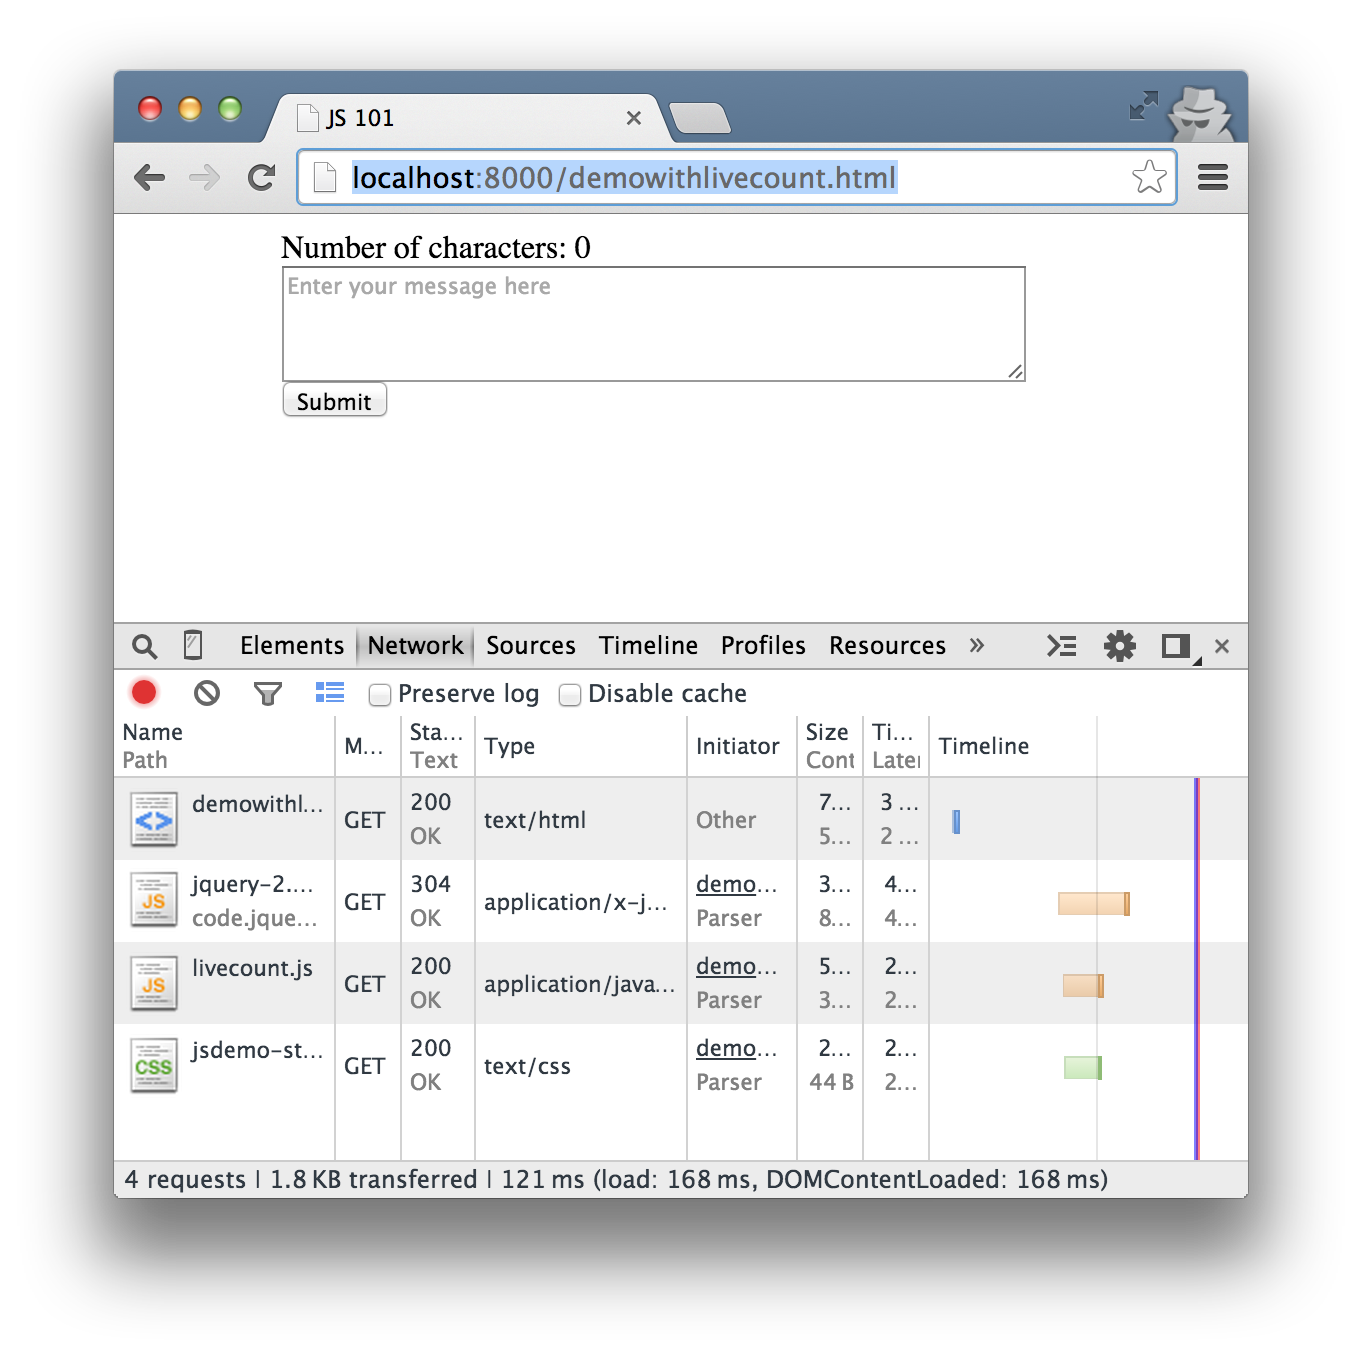 JS 101
localhost:8000/demowithlivecount.html
Number of characters: 0
Enter your message here
Submit
Elements Network Sources Timeline Profiles Resources »
Preserve log Disable cache
Name Path M... Sta... Text Type Initiator Size Cont Ti... Later Timeline
demowithl... GET 200 OK text/html Other 7... 5... 3 ... 2 ...
JS jquery-2.... code.jque... GET 304 OK application/x-j... demo... Parser 3... 8... 4... 4...
JS livecount.js GET 200 OK application/java... demo... Parser 5... 3... 2... 2...
CSS jsdemo-st... GET 200 OK text/css demo... Parser 2... 44 B 2... 2...
4 requests | 1.8 KB transferred | 121 ms (load: 168 ms, DOMContentLoaded: 168 ms)